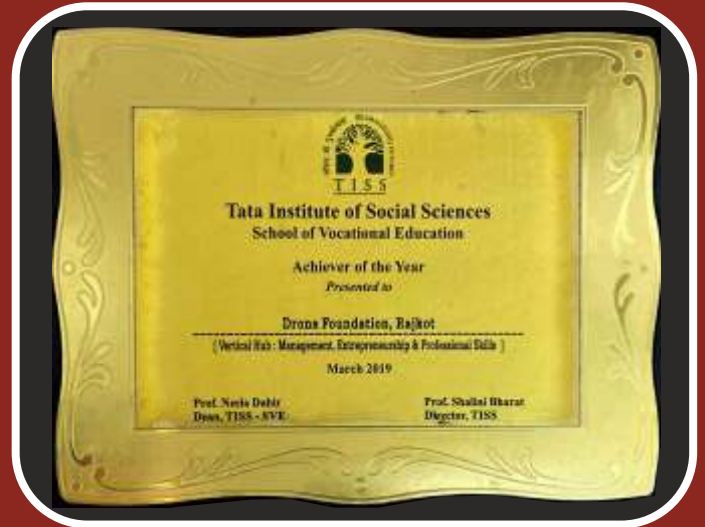 TISS
Tata Institute of Social Sciences
School of Vocational Education
Achiever of the Year
Presented to
Drona Foundation, Rajkot
[ Vertical Hub : Management, Entrepreneurship & Professional Skills ]
March 2019
Prof. Neela Dabir
Dean, TISS - SVE
Prof. Shalini Bharat
Director, TISS